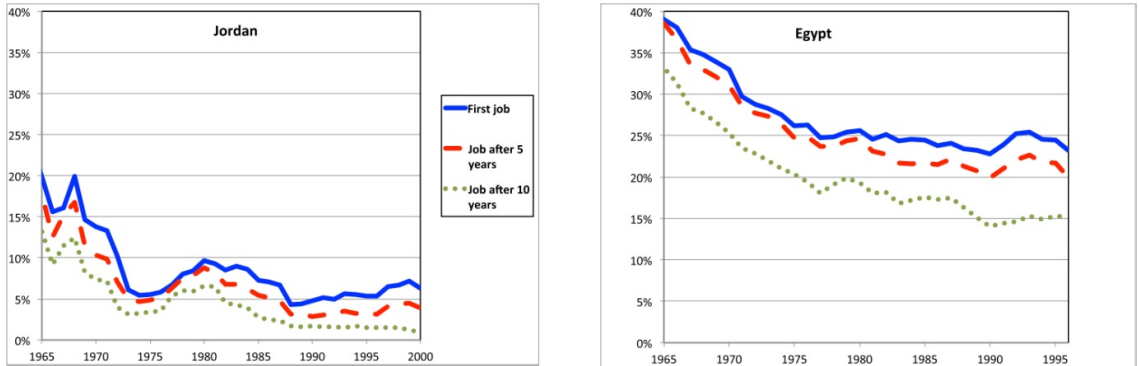 Jordan
40%
35%
30%
25%
20%
15%
10%
5%
0%
1965 1970 1975 1980 1985 1990 1995 2000
First job
Job after 5
years
Job after 10
years
Egypt
40%
35%
30%
25%
20%
15%
10%
5%
0%
1965 1970 1975 1980 1985 1990 1995